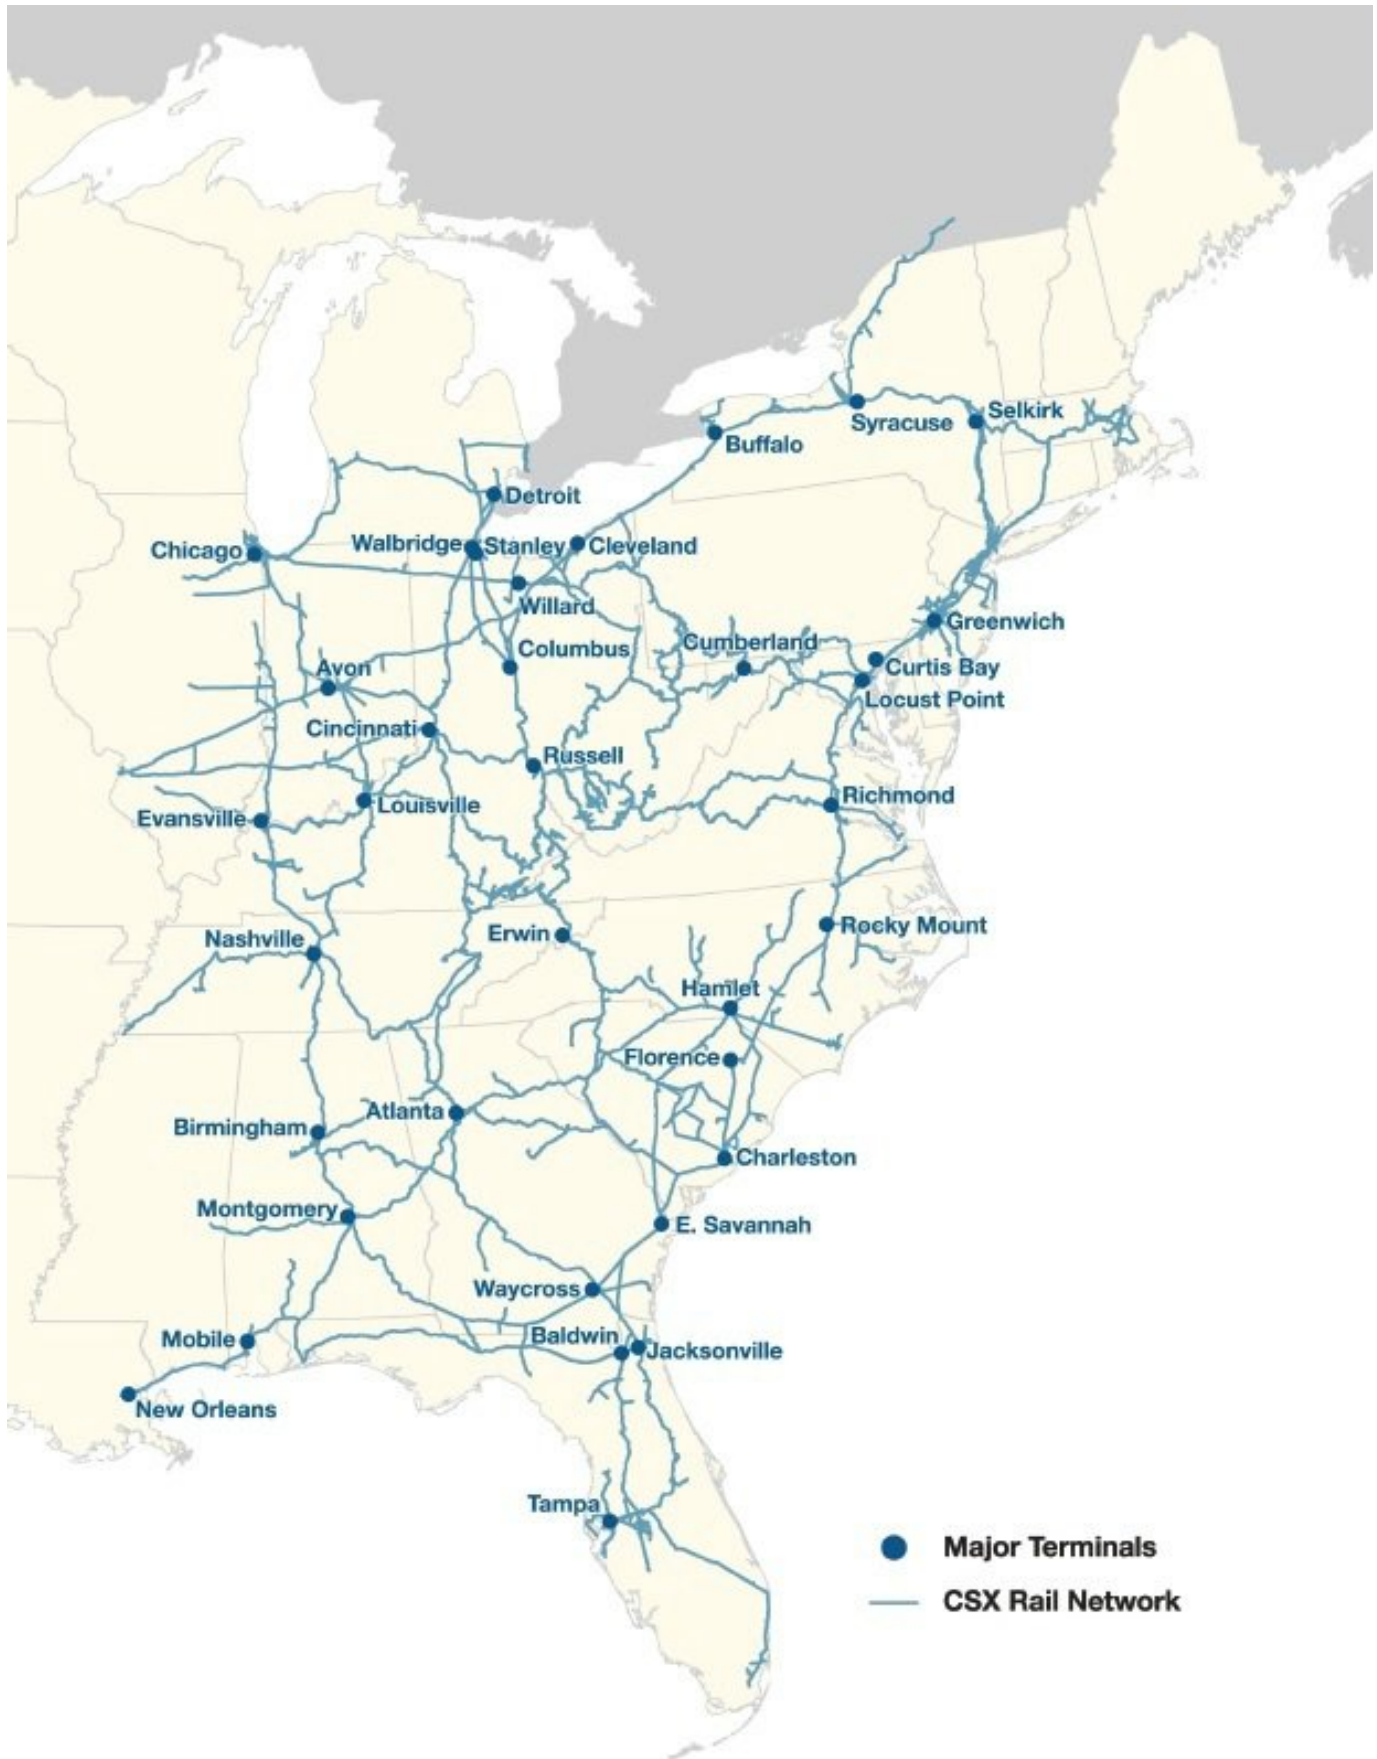 Syracuse
Selkirk
Buffalo
Detroit
Chicago
Walbridge
Stanley
Cleveland
Willard
Greenwich
Cumberland
Columbus
Curtis Bay
Avon
Locust Point
Cincinnati
Russell
Richmond
Louisville
Evansville
Rocky Mount
Erwin
Nashville
Hamlet
Florence
Atlanta
Birmingham
Charleston
Montgomery
E. Savannah
Waycross
Mobile
Baldwin
Jacksonville
New Orleans
Tampa
Major Terminals
CSX Rail Network